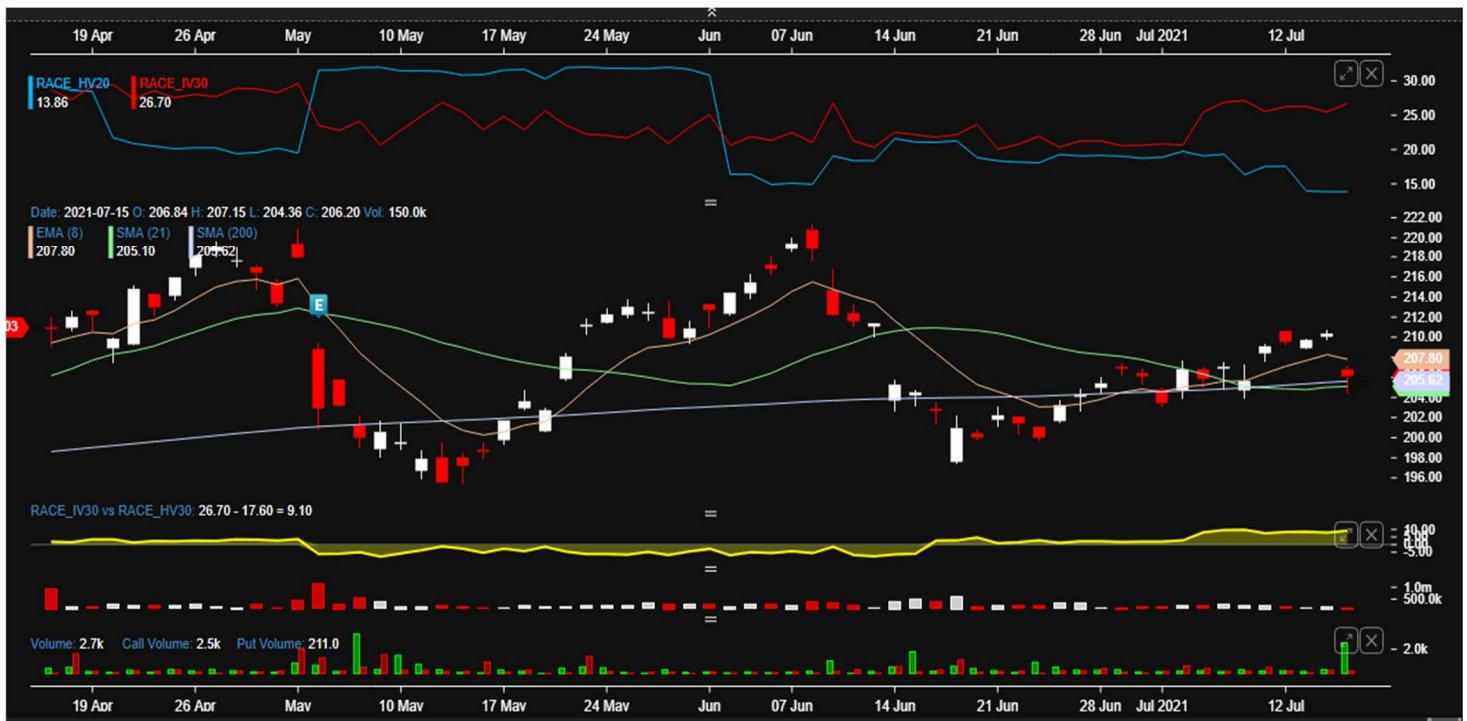 19 Apr 26 Apr May 10 May 17 May 24 May Jun 07 Jun 14 Jun 21 Jun 28 Jun Jul 2021 12 Jul
RACE_HV20 RACE_IV30
13.86 26.70
30.00
25.00
20.00
15.00
Date: 2021-07-15 O: 206.84 H: 207.15 L: 204.36 C: 206.20 Vol: 150.0k
EMA (8) SMA (21) SMA (200)
207.80 205.10 205.62
222.00
220.00
218.00
216.00
214.00
212.00
210.00
E
03
207.80
205.62
204.00
202.00
200.00
198.00
196.00
RACE_IV30 vs RACE_HV30: 26.70 - 17.60 = 9.10
10.00
0.00
-5.00
1.0m
500.0k
Volume: 2.7k Call Volume: 2.5k Put Volume: 211.0
2.0k
19 Apr 26 Apr May 10 May 17 May 24 May Jun 07 Jun 14 Jun 21 Jun 28 Jun Jul 2021 12 Jul